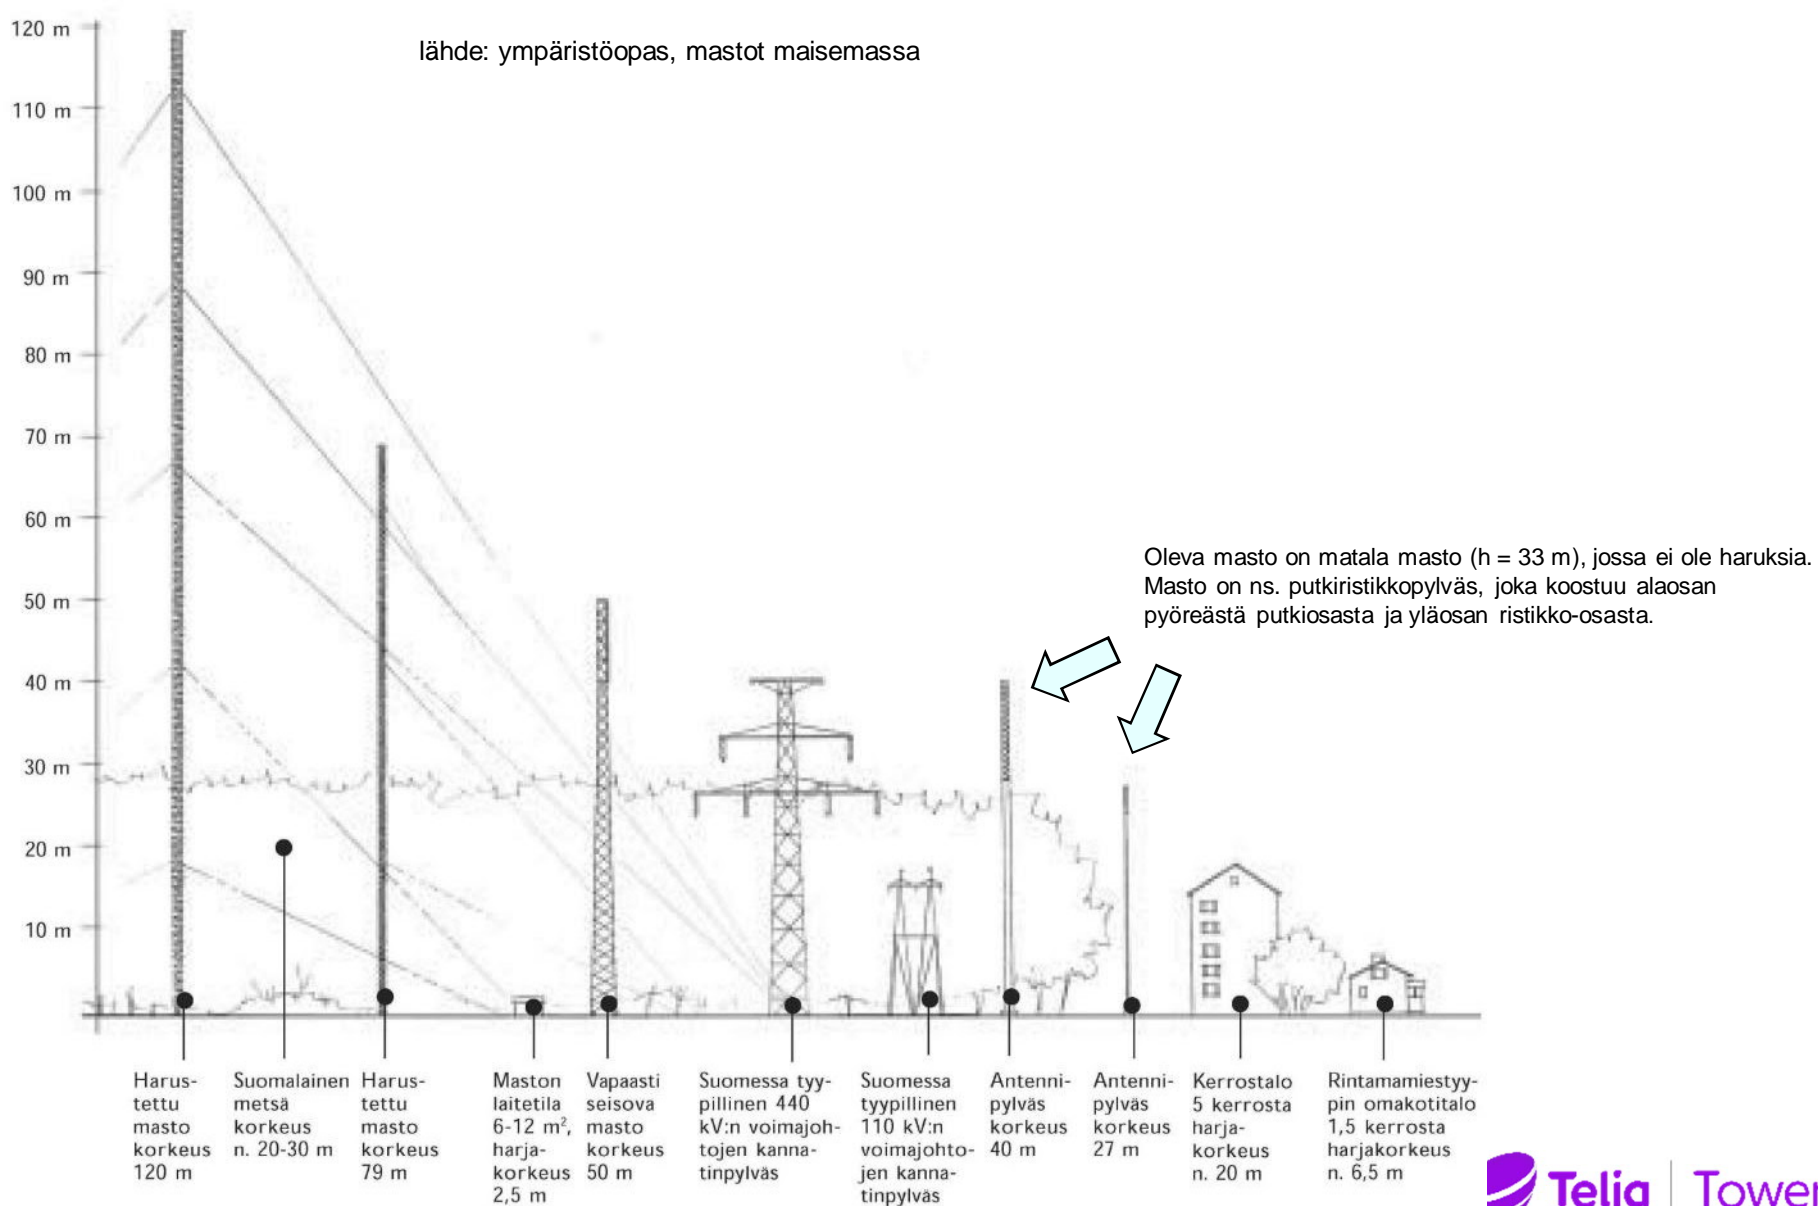 120 m
110 m
100 m
90 m
80 m
70 m
60 m
50 m
40 m
30 m
20 m
10 m
lähde: ympäristöopas, mastot maisemassa
Oleva masto on matala masto (h = 33 m), jossa ei ole haruksia.
Masto on ns. putkiristikkopylväs, joka koostuu alaosan
pyöreästä putkiosasta ja yläosan ristikko-osasta.
Harus-
tettu
masto
korkeus
120 m
Suomalainen
metsä
korkeus
n. 20-30 m
Harus-
tettu
masto
korkeus
79 m
Maston
laitetila
6-12 m²,
harja-
korkeus
2,5 m
Vapaasti
seisova
masto
korkeus
50 m
Suomessa tyy-
pillinen 440
kV:n voimajoh-
tojen kanna-
tinpylväs
Suomessa
tyypillinen
110 kV:n
voimajohto-
jen kanna-
tinpylväs
Antenni-
pylväs
korkeus
40 m
Antenni-
pylväs
korkeus
27 m
Kerrostalo
5 kerrosta
harja-
korkeus
n. 20 m
Rintamamiestyy-
pin omakotitalo
1,5 kerrosta
harjakorkeus
n. 6,5 m
Telia Tower